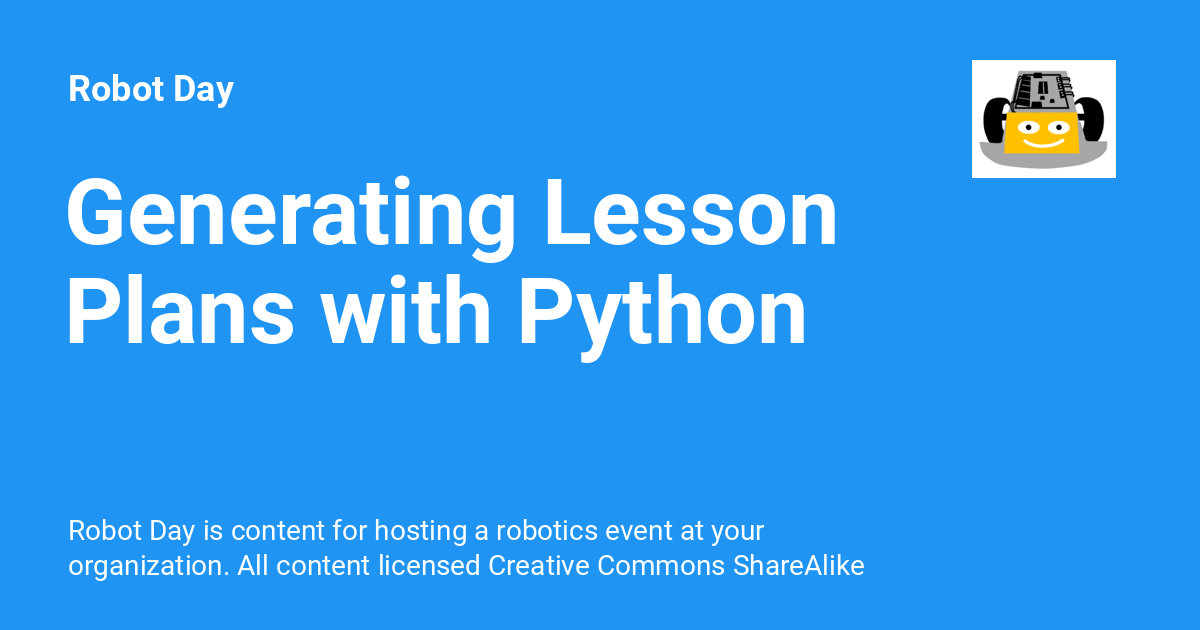 Robot Day
Generating Lesson
Plans with Python
Robot Day is content for hosting a robotics event at your
organization. All content licensed Creative Commons ShareAlike